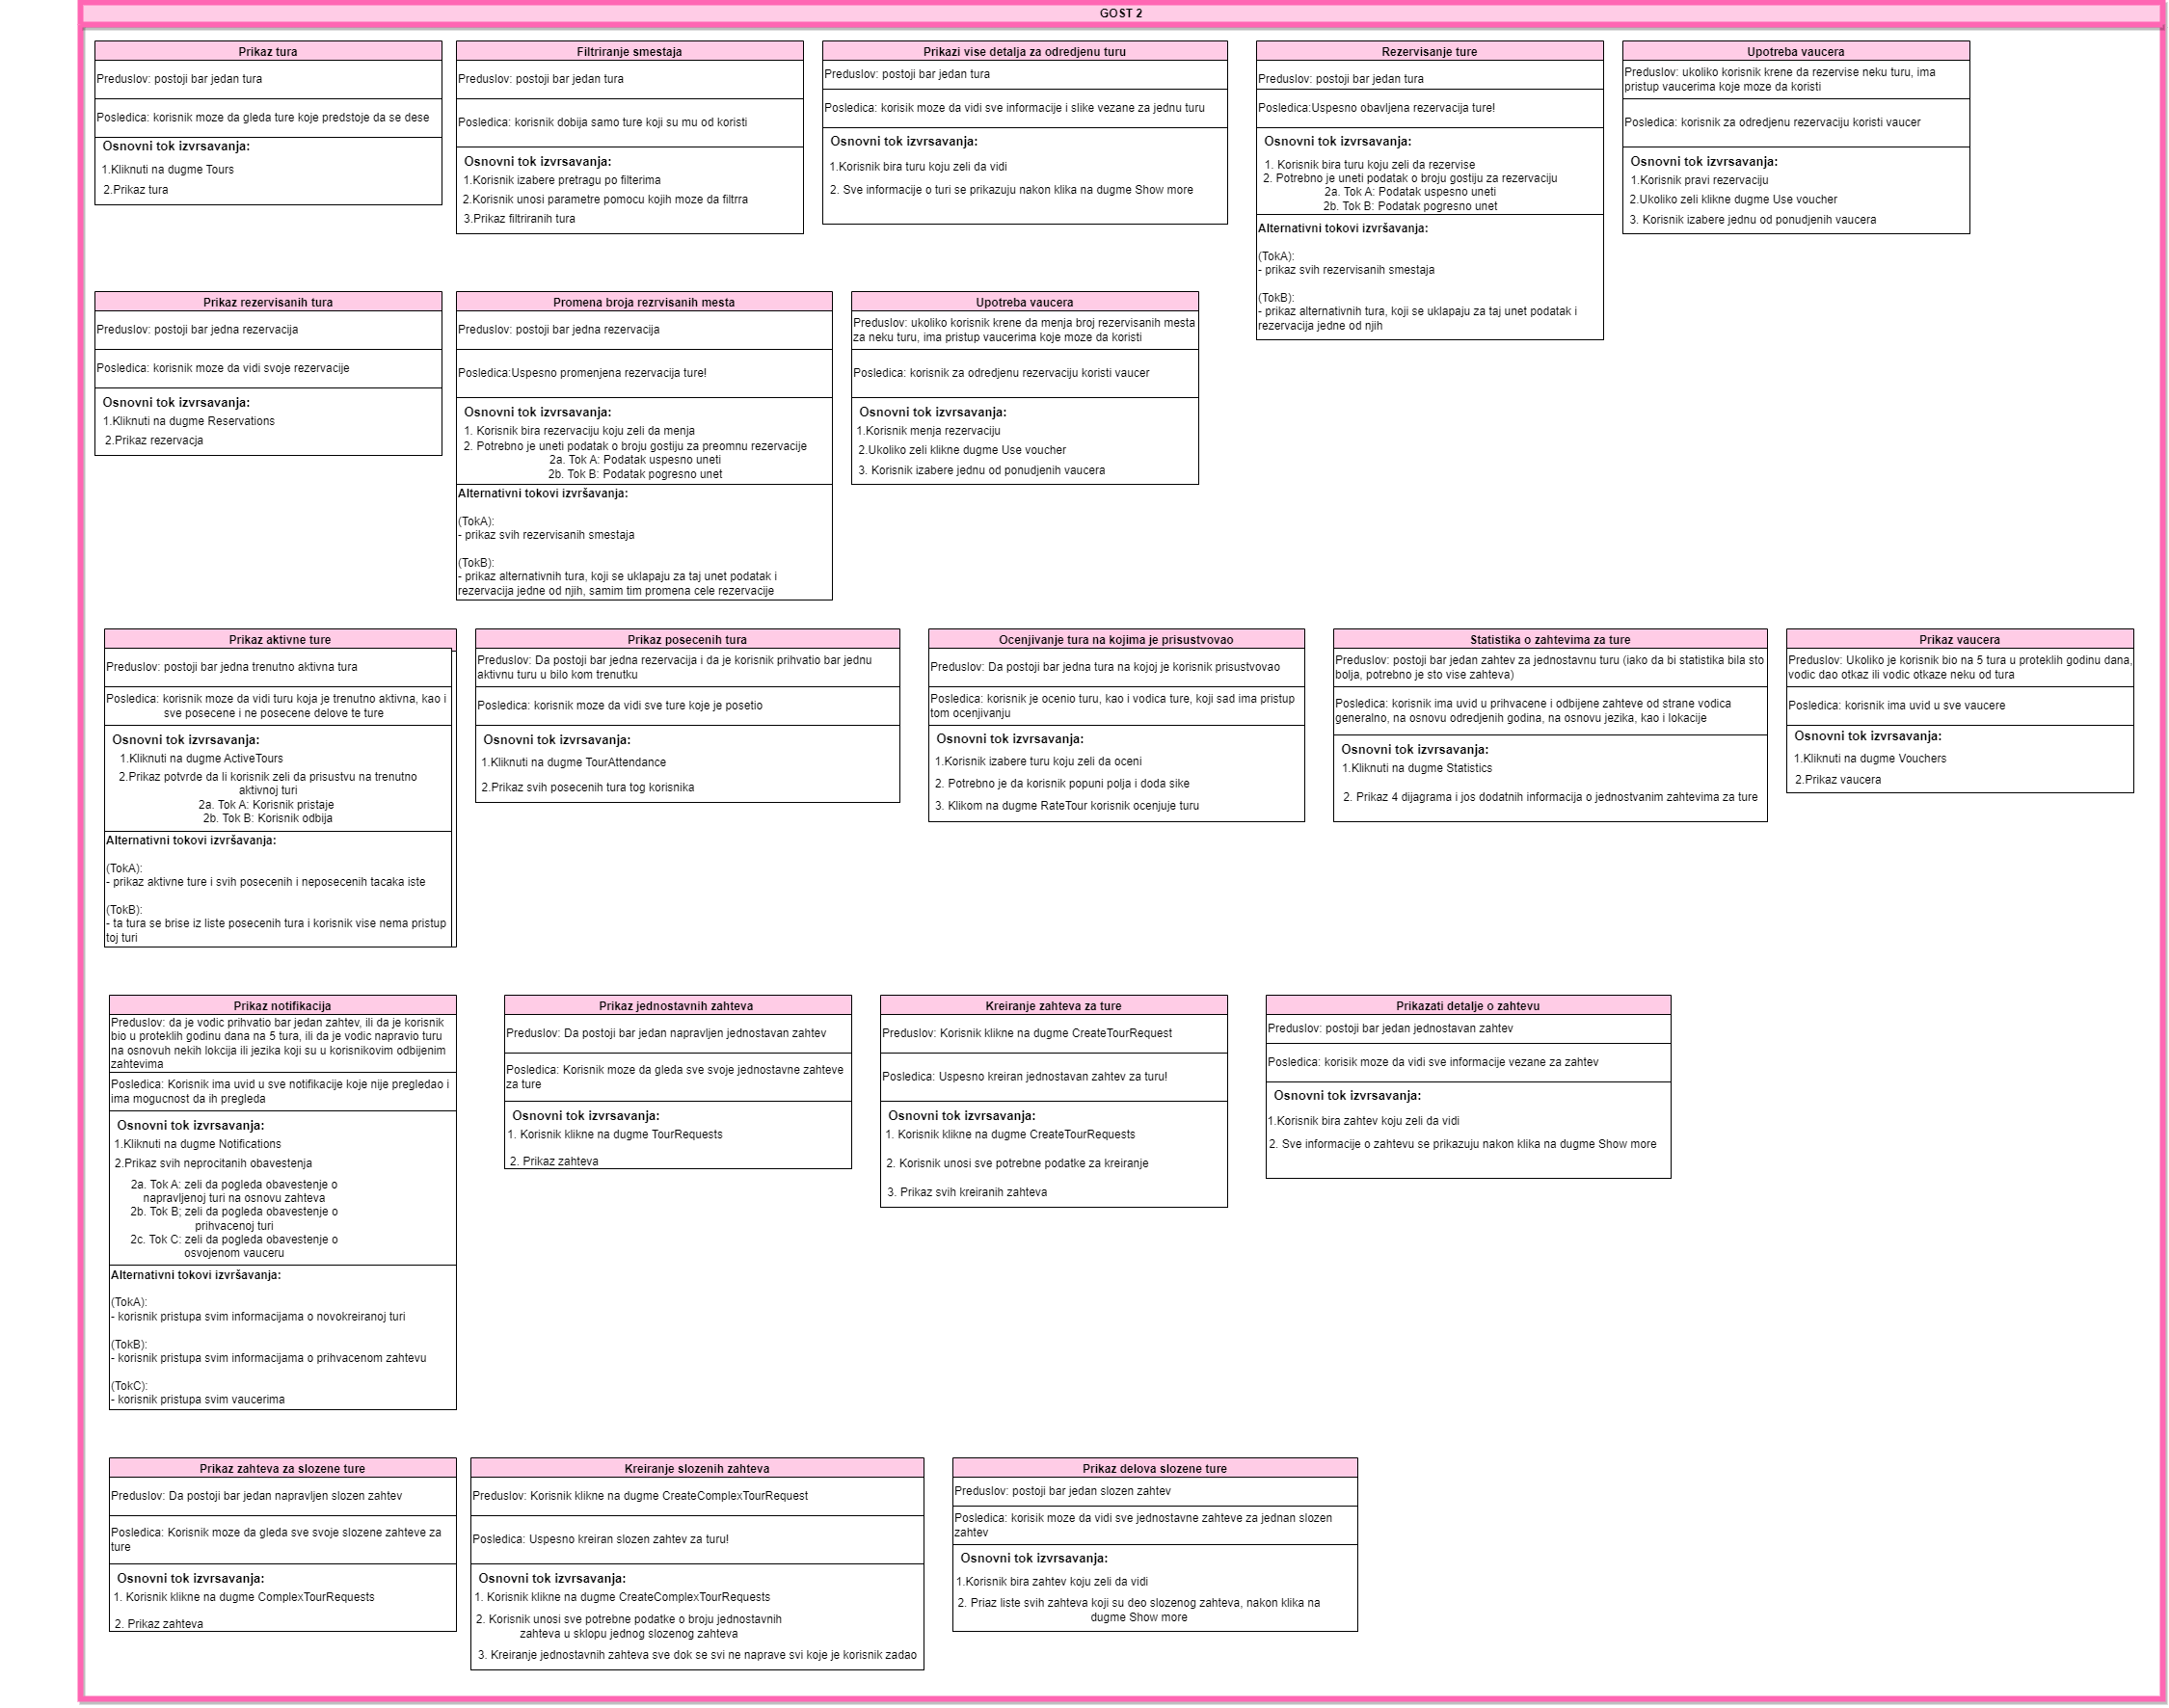 GOST 2
Prikaz tura
Preduslov: postoji bar jedan tura
Posledica: korisnik moze da gleda ture koje predstoje da se dese
Osnovni tok izvrsavanja:
1.Kliknuti na dugme Tours
2.Prikaz tura
Filtriranje smestaja
Preduslov: postoji bar jedan tura
Posledica: korisnik dobija samo ture koji su mu od koristi
Osnovni tok izvrsavanja:
1.Korisnik izabere pretragu po filterima
2.Korisnik unosi parametre pomocu kojih moze da filtrra
3.Prikaz filtriranih tura
Prikazi vise detalja za odredjenu turu
Preduslov: postoji bar jedan tura
Posledica: korisik moze da vidi sve informacije i slike vezane za jednu turu
Osnovni tok izvrsavanja:
1.Korisnik bira turu koju zeli da vidi
2. Sve informacije o turi se prikazuju nakon klika na dugme Show more
Rezervisanje ture
Preduslov: postoji bar jedan tura
Posledica:Uspesno obavljena rezervacija ture!
Osnovni tok izvrsavanja:
1. Korisnik bira turu koju zeli da rezervise
2. Potrebno je uneti podatak o broju gostiju za rezervaciju
2a. Tok A: Podatak uspesno uneti
2b. Tok B: Podatak pogresno unet
Alternativni tokovi izvršavanja:
(TokA):
- prikaz svih rezervisanih smestaja
(TokB):
- prikaz alternativnih tura, koji se uklapaju za taj unet podatak i
rezervacija jedne od njih
Upotreba vaucera
Preduslov: ukoliko korisnik krene da rezervise neku turu, ima
pristup vaucerima koje moze da koristi
Posledica: korisnik za odredjenu rezervaciju koristi vaucer
Osnovni tok izvrsavanja:
1.Korisnik pravi rezervaciju
2.Ukoliko zeli klikne dugme Use voucher
3. Korisnik izabere jednu od ponudjenih vaucera
Prikaz rezervisanih tura
Preduslov: postoji bar jedna rezervacija
Posledica: korisnik moze da vidi svoje rezervacije
Osnovni tok izvrsavanja:
1.Kliknuti na dugme Reservations
2.Prikaz rezervacja
Promena broja rezrvisanih mesta
Preduslov: postoji bar jedna rezervacija
Posledica:Uspesno promenjena rezervacija ture!
Osnovni tok izvrsavanja:
1. Korisnik bira rezervaciju koju zeli da menja
2. Potrebno je uneti podatak o broju gostiju za preomnu rezervacije
2a. Tok A: Podatak uspesno uneti
2b. Tok B: Podatak pogresno unet
Alternativni tokovi izvršavanja:
(TokA):
- prikaz svih rezervisanih smestaja
(TokB):
- prikaz alternativnih tura, koji se uklapaju za taj unet podatak i
rezervacija jedne od njih, samim tim promena cele rezervacije
Upotreba vaucera
Preduslov: ukoliko korisnik krene da menja broj rezervisanih mesta
za neku turu, ima pristup vaucerima koje moze da koristi
Posledica: korisnik za odredjenu rezervaciju koristi vaucer
Osnovni tok izvrsavanja:
1.Korisnik menja rezervaciju
2.Ukoliko zeli klikne dugme Use voucher
3. Korisnik izabere jednu od ponudjenih vaucera
Prikaz aktivne ture
Preduslov: postoji bar jedna trenutno aktivna tura
Posledica: korisnik moze da vidi turu koja je trenutno aktivna, kao i
sve posecene i ne posecene delove te ture
Osnovni tok izvrsavanja:
1.Kliknuti na dugme ActiveTours
2.Prikaz potvrde da li korisnik zeli da prisustvu na trenutno
aktivnoj turi
2a. Tok A: Korisnik pristaje
2b. Tok B: Korisnik odbija
Alternativni tokovi izvršavanja:
(TokA):
- prikaz aktivne ture i svih posecenih i neposecenih tacaka iste
(TokB):
- ta tura se brise iz liste posecenih tura i korisnik vise nema pristup
toj turi
Prikaz posecenih tura
Preduslov: Da postoji bar jedna rezervacija i da je korisnik prihvatio bar jednu
aktivnu turu u bilo kom trenutku
Posledica: korisnik moze da vidi sve ture koje je posetio
Osnovni tok izvrsavanja:
1.Kliknuti na dugme TourAttendance
2.Prikaz svih posecenih tura tog korisnika
Ocenjivanje tura na kojima je prisustvovao
Preduslov: Da postoji bar jedna tura na kojoj je korisnik prisustvovao
Posledica: korisnik je ocenio turu, kao i vodica ture, koji sad ima pristup
tom ocenjivanju
Osnovni tok izvrsavanja:
1.Korisnik izabere turu koju zeli da oceni
2. Potrebno je da korisnik popuni polja i doda sike
3. Klikom na dugme RateTour korisnik ocenjuje turu
Statistika o zahtevima za ture
Preduslov: postoji bar jedan zahtev za jednostavnu turu (iako da bi statistika bila sto
bolja, potrebno je sto vise zahteva)
Posledica: korisnik ima uvid u prihvacene i odbijene zahteve od strane vodica
generalno, na osnovu odredjenih godina, na osnovu jezika, kao i lokacije
Osnovni tok izvrsavanja:
1.Kliknuti na dugme Statistics
2. Prikaz 4 dijagrama i jos dodatnih informacija o jednostvanim zahtevima za ture
Prikaz vaucera
Preduslov: Ukoliko je korisnik bio na 5 tura u proteklih godinu dana,
vodic dao otkaz ili vodic otkaze neku od tura
Posledica: korisnik ima uvid u sve vaucere
Osnovni tok izvrsavanja:
1.Kliknuti na dugme Vouchers
2.Prikaz vaucera
Prikaz notifikacija
Preduslov: da je vodic prihvatio bar jedan zahtev, ili da je korisnik
bio u proteklih godinu dana na 5 tura, ili da je vodic napravio turu
na osnovuh nekih lokcija ili jezika koji su u korisnikovim odbijenim
zahtevima
Posledica: Korisnik ima uvid u sve notifikacije koje nije pregledao i
ima mogucnost da ih pregleda
Osnovni tok izvrsavanja:
1.Kliknuti na dugme Notifications
2.Prikaz svih neprocitanih obavestenja
2a. Tok A: zeli da pogleda obavestenje o
napravljenoj turi na osnovu zahteva
2b. Tok B; zeli da pogleda obavestenje o
prihvacenoj turi
2c. Tok C: zeli da pogleda obavestenje o
osvojenom vauceru
Alternativni tokovi izvršavanja:
(TokA):
- korisnik pristupa svim informacijama o novokreiranoj turi
(TokB):
- korisnik pristupa svim informacijama o prihvacenom zahtevu
(TokC):
- korisnik pristupa svim vaucerima
Prikaz jednostavnih zahteva
Preduslov: Da postoji bar jedan napravljen jednostavan zahtev
Posledica: Korisnik moze da gleda sve svoje jednostavne zahteve
za ture
Osnovni tok izvrsavanja:
1. Korisnik klikne na dugme TourRequests
2. Prikaz zahteva
Kreiranje zahteva za ture
Preduslov: Korisnik klikne na dugme CreateTourRequest
Posledica: Uspesno kreiran jednostavan zahtev za turu!
Osnovni tok izvrsavanja:
1. Korisnik klikne na dugme CreateTourRequests
2. Korisnik unosi sve potrebne podatke za kreiranje
3. Prikaz svih kreiranih zahteva
Prikazati detalje o zahtevu
Preduslov: postoji bar jedan jednostavan zahtev
Posledica: korisik moze da vidi sve informacije vezane za zahtev
Osnovni tok izvrsavanja:
1.Korisnik bira zahtev koju zeli da vidi
2. Sve informacije o zahtevu se prikazuju nakon klika na dugme Show more
Prikaz zahteva za slozene ture
Preduslov: Da postoji bar jedan napravljen slozen zahtev
Posledica: Korisnik moze da gleda sve svoje slozene zahteve za
ture
Osnovni tok izvrsavanja:
1. Korisnik klikne na dugme ComplexTourRequests
2. Prikaz zahteva
Kreiranje slozenih zahteva
Preduslov: Korisnik klikne na dugme CreateComplexTourRequest
Posledica: Uspesno kreiran slozen zahtev za turu!
Osnovni tok izvrsavanja:
1. Korisnik klikne na dugme CreateComplexTourRequests
2. Korisnik unosi sve potrebne podatke o broju jednostavnih
zahteva u sklopu jednog slozenog zahteva
3. Kreiranje jednostavnih zahteva sve dok se svi ne naprave svi koje je korisnik zadao
Prikaz delova slozene ture
Preduslov: postoji bar jedan slozen zahtev
Posledica: korisik moze da vidi sve jednostavne zahteve za jednan slozen
zahtev
Osnovni tok izvrsavanja:
1.Korisnik bira zahtev koju zeli da vidi
2. Priaz liste svih zahteva koji su deo slozenog zahteva, nakon klika na
dugme Show more